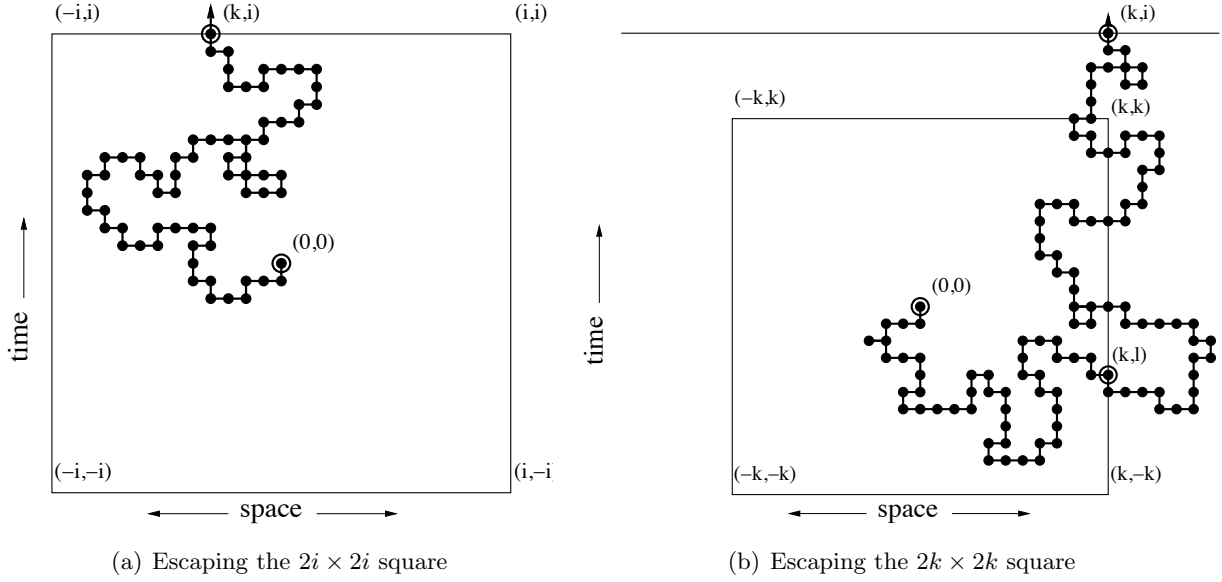 (−i,i) (k,i) (i,i)
(0,0)
time
(−i,−i) (i,−i)
space
(a) Escaping the 2i × 2i square
(k,i)
(−k,k) (k,k)
(0,0)
time
(k,l)
(−k,−k) (k,−k)
space
(b) Escaping the 2k × 2k square